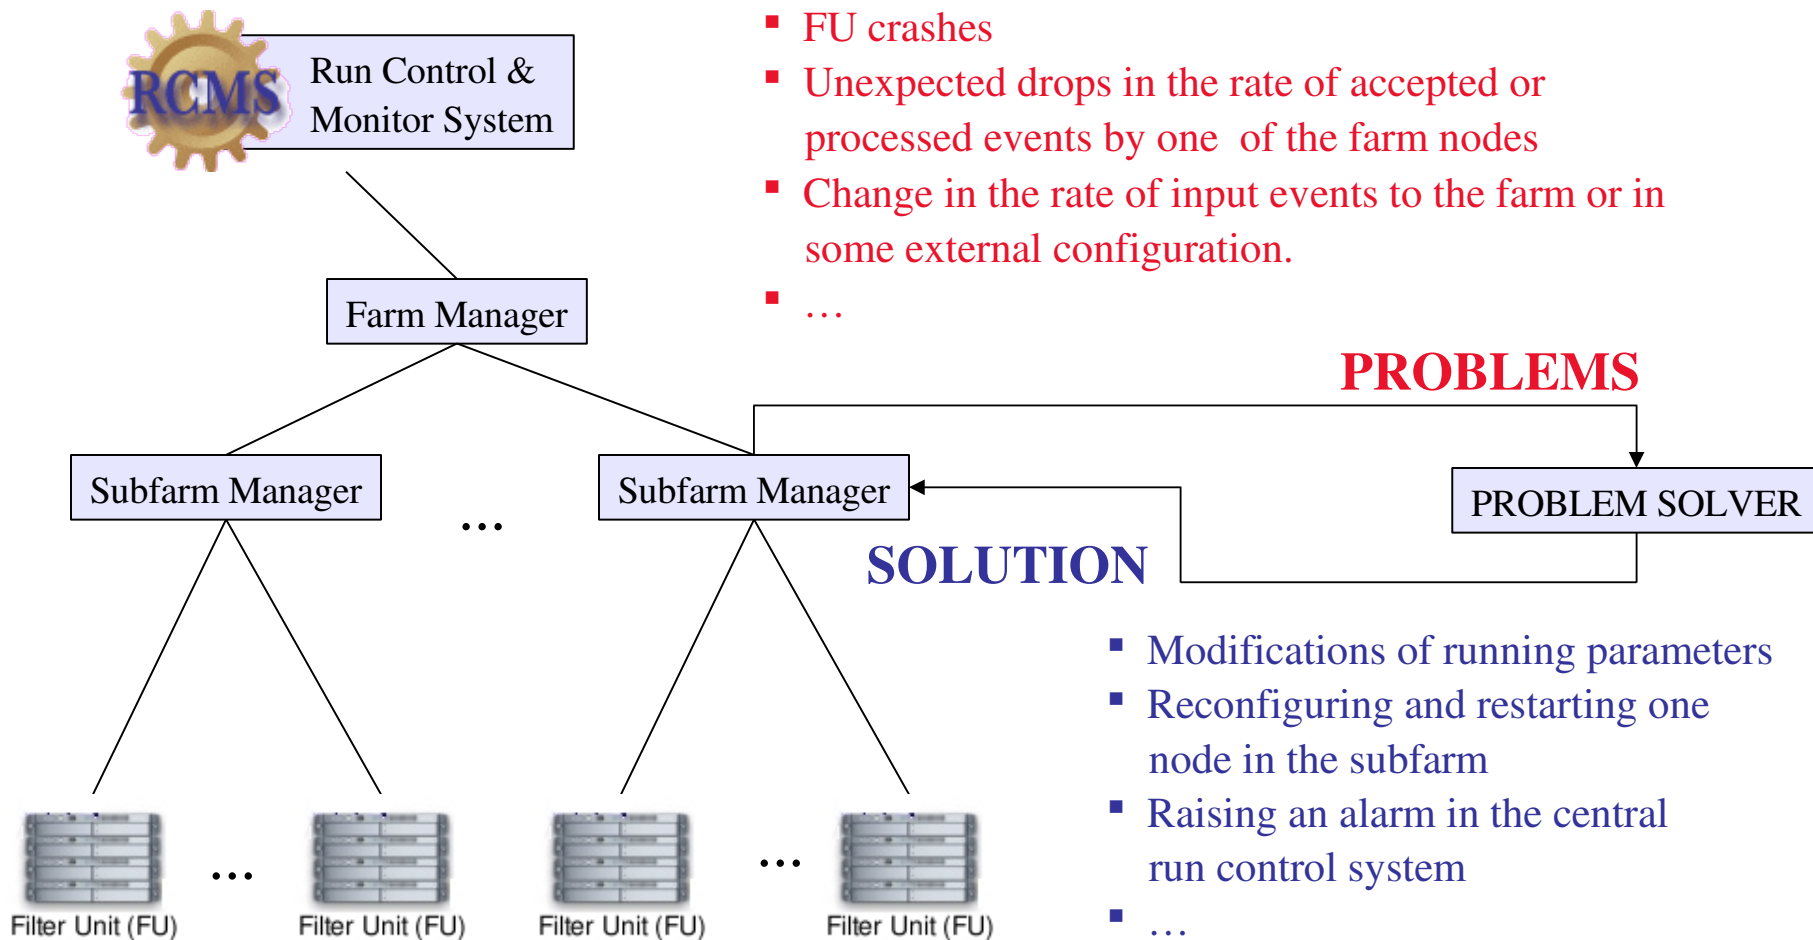 RCMS
Run Control &
Monitor System
▪ FU crashes
▪ Unexpected drops in the rate of accepted or
processed events by one of the farm nodes
▪ Change in the rate of input events to the farm or in
some external configuration.
▪ …
Farm Manager
PROBLEMS
Subfarm Manager
...
Subfarm Manager
PROBLEM SOLVER
SOLUTION
▪ Modifications of running parameters
▪ Reconfiguring and restarting one
node in the subfarm
▪ Raising an alarm in the central
run control system
▪ …
...
...
Filter Unit (FU)
Filter Unit (FU)
Filter Unit (FU)
Filter Unit (FU)